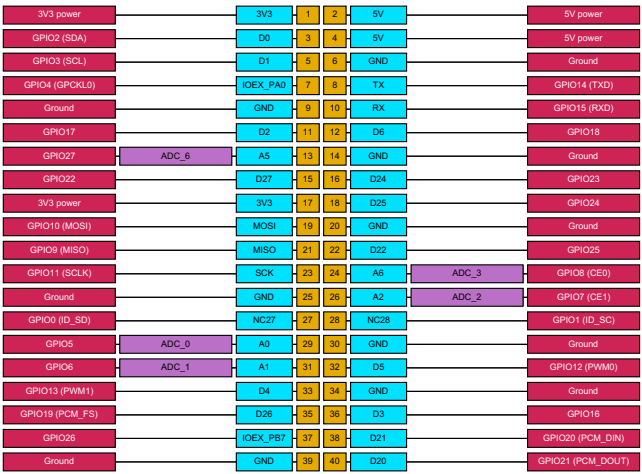 3V3 power 3V3 1 2 5V 5V power
GPIO2 (SDA) D0 3 4 5V 5V power
GPIO3 (SCL) D1 5 6 GND Ground
GPIO4 (GPCKL0) IOEX_PA0 7 8 TX GPIO14 (TXD)
Ground GND 9 10 RX GPIO15 (RXD)
GPIO17 D2 11 12 D6 GPIO18
GPIO27 ADC_6 A5 13 14 GND Ground
GPIO22 D27 15 16 D24 GPIO23
3V3 power 3V3 17 18 D25 GPIO24
GPIO10 (MOSI) MOSI 19 20 GND Ground
GPIO9 (MISO) MISO 21 22 D22 GPIO25
GPIO11 (SCLK) SCK 23 24 A6 ADC_3 GPIO8 (CE0)
Ground GND 25 26 A2 ADC_2 GPIO7 (CE1)
GPIO0 (ID_SD) NC27 27 28 NC28 GPIO1 (ID_SC)
GPIO5 ADC_0 A0 29 30 GND Ground
GPIO6 ADC_1 A1 31 32 D5 GPIO12 (PWM0)
GPIO13 (PWM1) D4 33 34 GND Ground
GPIO19 (PCM_FS) D26 35 36 D3 GPIO16
GPIO26 IOEX_PB7 37 38 D21 GPIO20 (PCM_DIN)
Ground GND 39 40 D20 GPIO21 (PCM_DOUT)